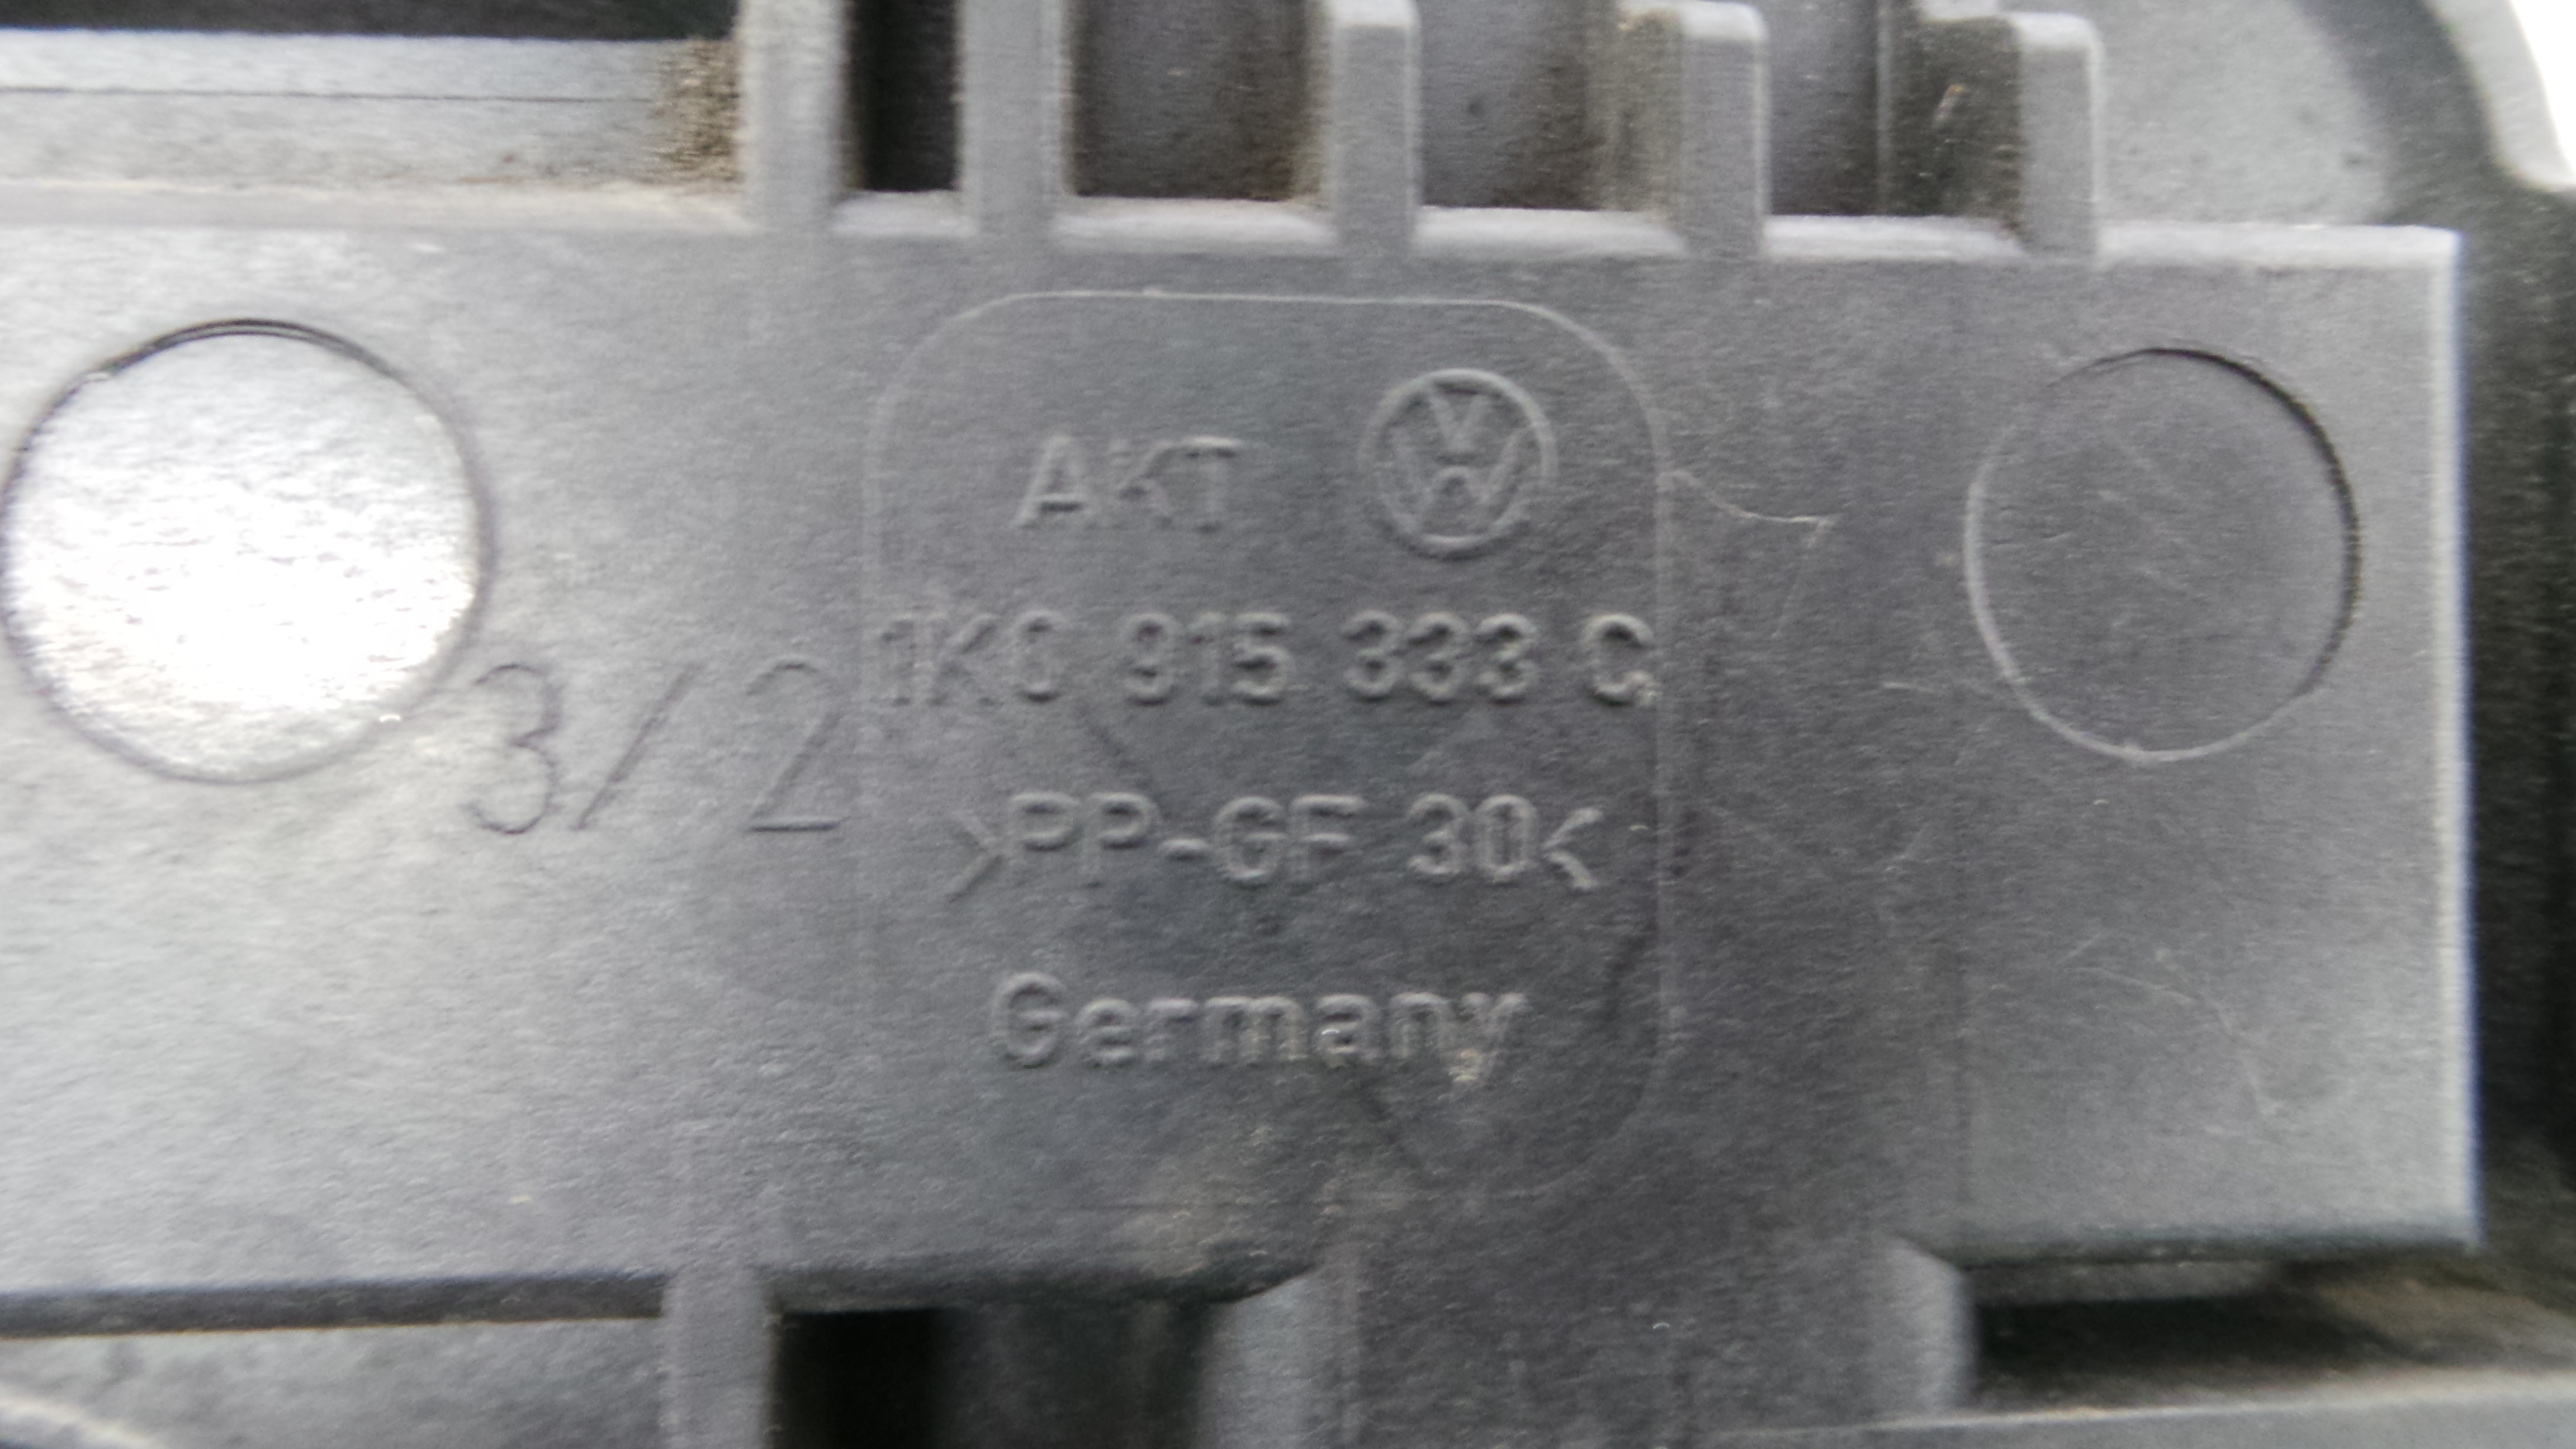 AKT
1K0 915 333 C
3/2
>PP-GF 30<
Germany